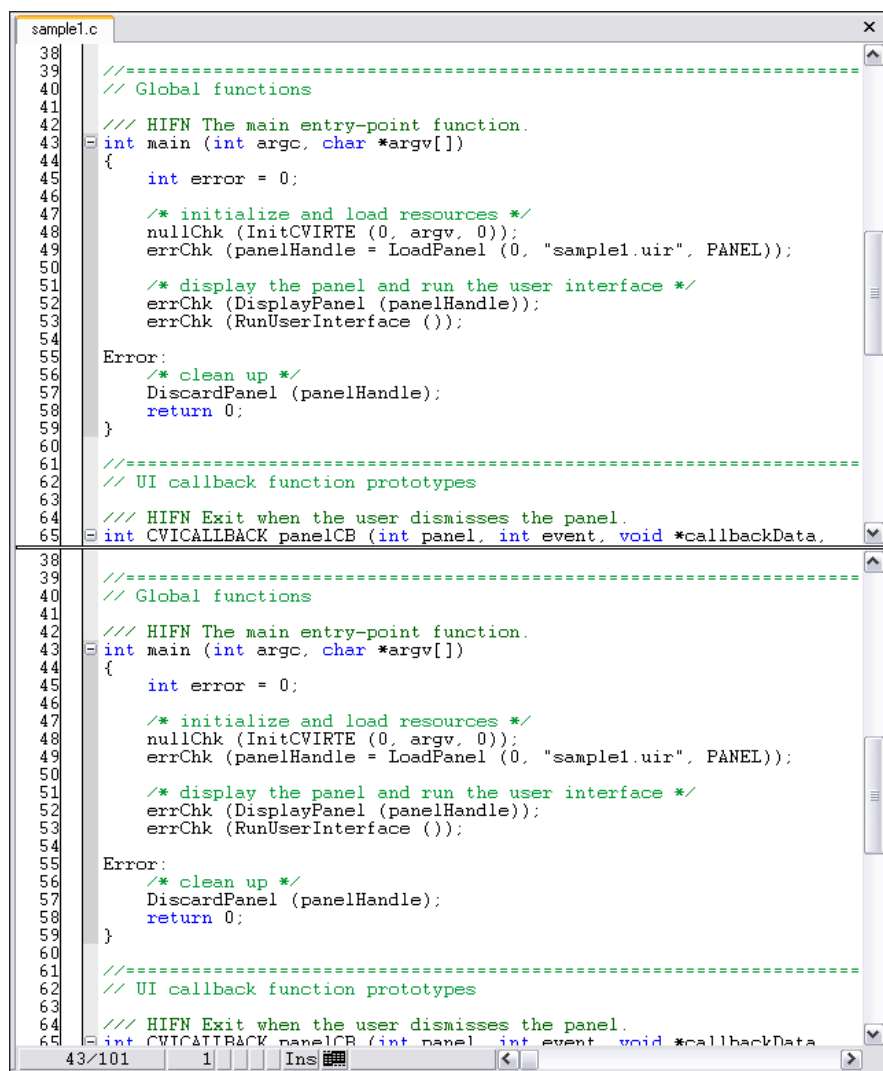 sample1.c
38
39 //===================================================================
40 // Global functions
41
42 /// HIFN The main entry-point function.
43 int main (int argc, char *argv[])
44 {
45 int error = 0;
46
47 /* initialize and load resources */
48 nullChk (InitCVIRTE (0, argv, 0));
49 errChk (panelHandle = LoadPanel (0, "sample1.uir", PANEL));
50
51 /* display the panel and run the user interface */
52 errChk (DisplayPanel (panelHandle));
53 errChk (RunUserInterface ());
54
55 Error:
56 /* clean up */
57 DiscardPanel (panelHandle);
58 return 0;
59 }
60
61 //===================================================================
62 // UI callback function prototypes
63
64 /// HIFN Exit when the user dismisses the panel.
65 int CVICALLBACK panelCB (int panel, int event, void *callbackData,
38
39 //===================================================================
40 // Global functions
41
42 /// HIFN The main entry-point function.
43 int main (int argc, char *argv[])
44 {
45 int error = 0;
46
47 /* initialize and load resources */
48 nullChk (InitCVIRTE (0, argv, 0));
49 errChk (panelHandle = LoadPanel (0, "sample1.uir", PANEL));
50
51 /* display the panel and run the user interface */
52 errChk (DisplayPanel (panelHandle));
53 errChk (RunUserInterface ());
54
55 Error:
56 /* clean up */
57 DiscardPanel (panelHandle);
58 return 0;
59 }
60
61 //===================================================================
62 // UI callback function prototypes
63
64 /// HIFN Exit when the user dismisses the panel.
65 int CVICALLBACK panelCB (int panel, int event, void *callbackData,
43/101 1 Ins